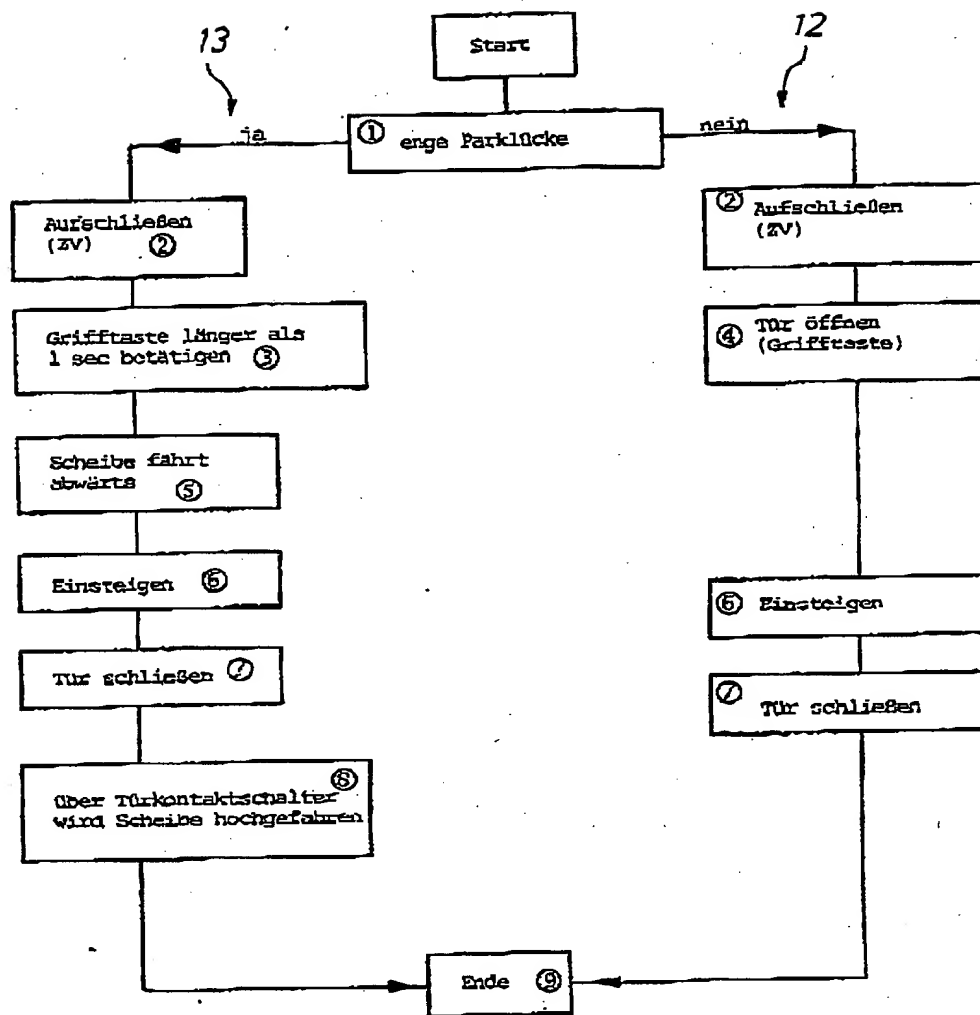 13
12
Start
① enge Parklücke
ja
nein
Aufschließen
(ZV) ②
② Aufschließen
(ZV)
Grifftaste länger als
1 sec betätigen ③
④ Tür öffnen
(Grifftaste)
Scheibe fährt
abwärts ⑤
Einsteigen ⑥
⑥ Einsteigen
Tür schließen ⑦
⑦ Tür schließen
⑧
über Türkontaktschalter
wird Scheibe hochgefahren
Ende ⑨